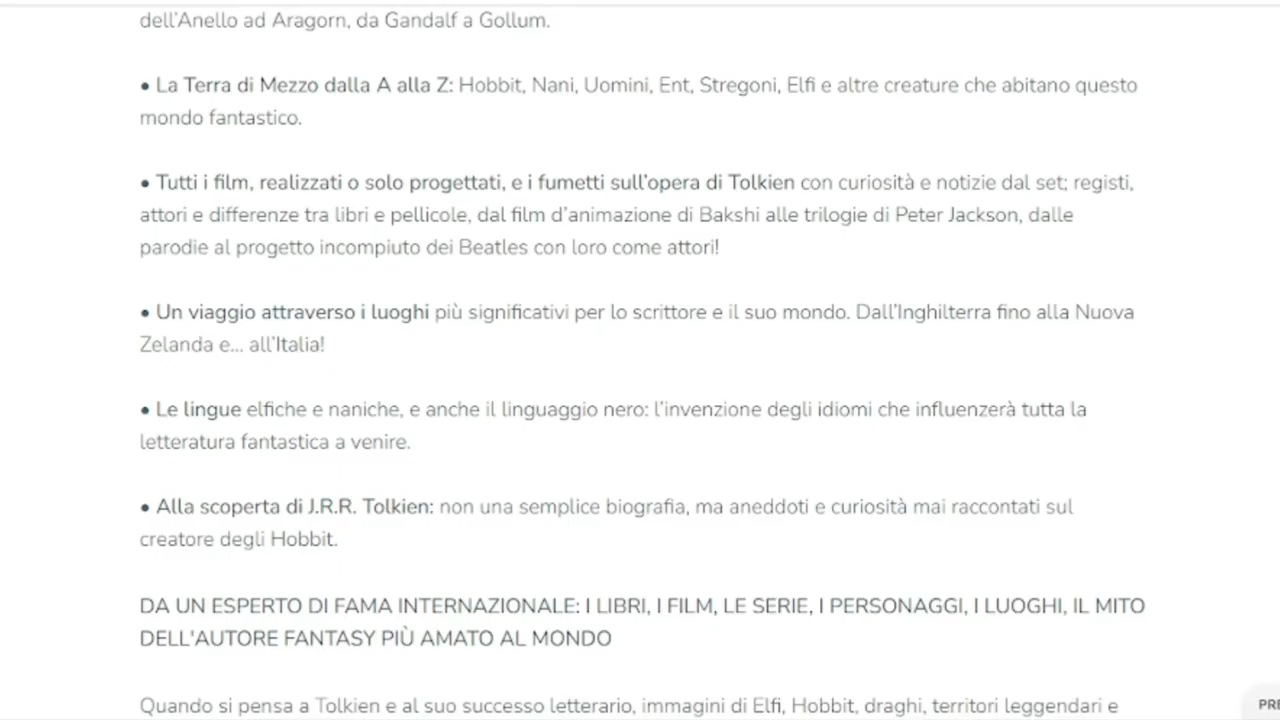 dell'Anello ad Aragorn, da Gandalf a Gollum.
• La Terra di Mezzo dalla A alla Z: Hobbit, Nani, Uomini, Ent, Stregoni, Elfi e altre creature che abitano questo
mondo fantastico.
• Tutti i film, realizzati o solo progettati, e i fumetti sull'opera di Tolkien con curiosità e notizie dal set; registi,
attori e differenze tra libri e pellicole, dal film d'animazione di Bakshi alle trilogie di Peter Jackson, dalle
parodie al progetto incompiuto dei Beatles con loro come attori!
• Un viaggio attraverso i luoghi più significativi per lo scrittore e il suo mondo. Dall'Inghilterra fino alla Nuova
Zelanda e... all'Italia!
• Le lingue elfiche e naniche, e anche il linguaggio nero: l'invenzione degli idiomi che influenzerà tutta la
letteratura fantastica a venire.
• Alla scoperta di J.R.R. Tolkien: non una semplice biografia, ma aneddoti e curiosità mai raccontati sul
creatore degli Hobbit.
DA UN ESPERTO DI FAMA INTERNAZIONALE: I LIBRI, I FILM, LE SERIE, I PERSONAGGI, I LUOGHI, IL MITO
DELL'AUTORE FANTASY PIÙ AMATO AL MONDO
Quando si pensa a Tolkien e al suo successo letterario, immagini di Elfi, Hobbit, draghi, territori leggendari e